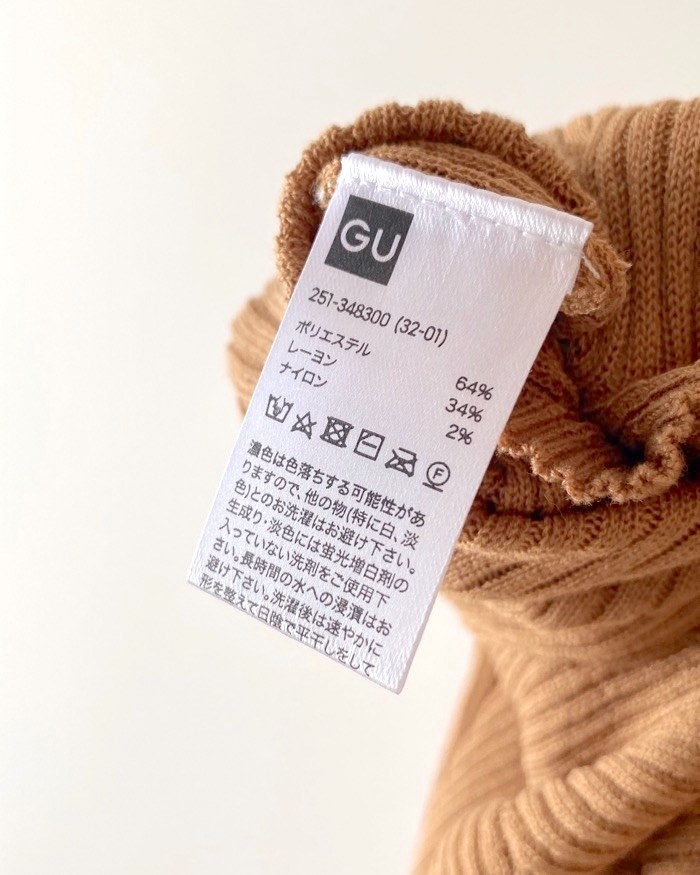 GU
251-348300 (32-01)
ポリエステル 64%
レーヨン 34%
ナイロン 2%
F
濃色は色落ちする可能性があ
りますので、他の物(特に白、淡
色)とのお洗濯はお避け下さい。
生成り・淡色には蛍光増白剤の
入っていない洗剤をご使用下
さい。長時間の水への浸漬はお
避け下さい。洗濯後は速やかに
形を整えて日陰で平干しをして